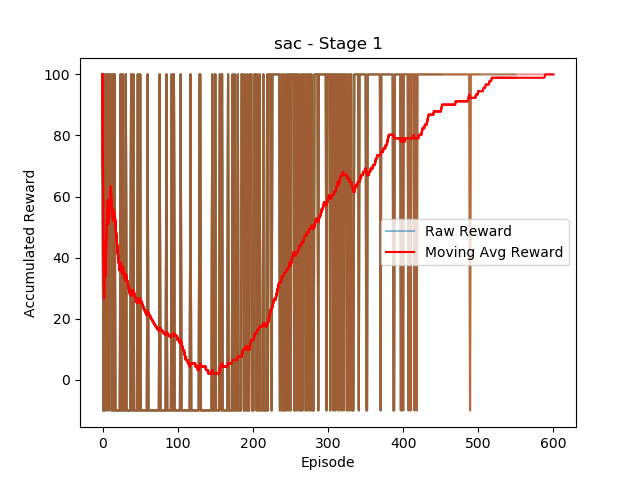 sac - Stage 1
Accumulated Reward
100
80
60
40
20
0
Raw Reward
Moving Avg Reward
0 100 200 300 400 500 600
Episode